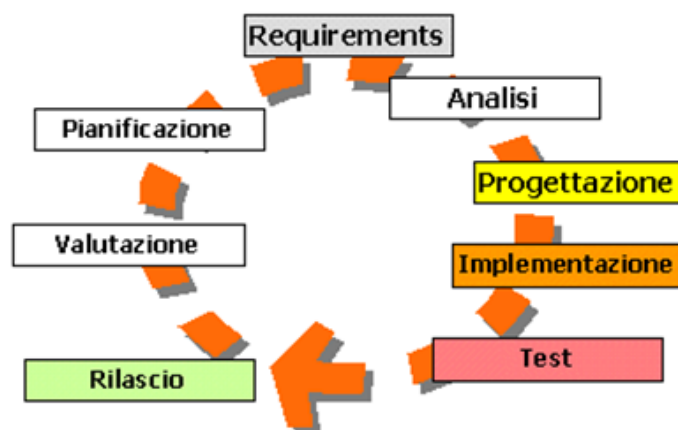 Requirements
Analisi
Pianificazione
Progettazione
Valutazione
Implementazione
Test
Rilascio